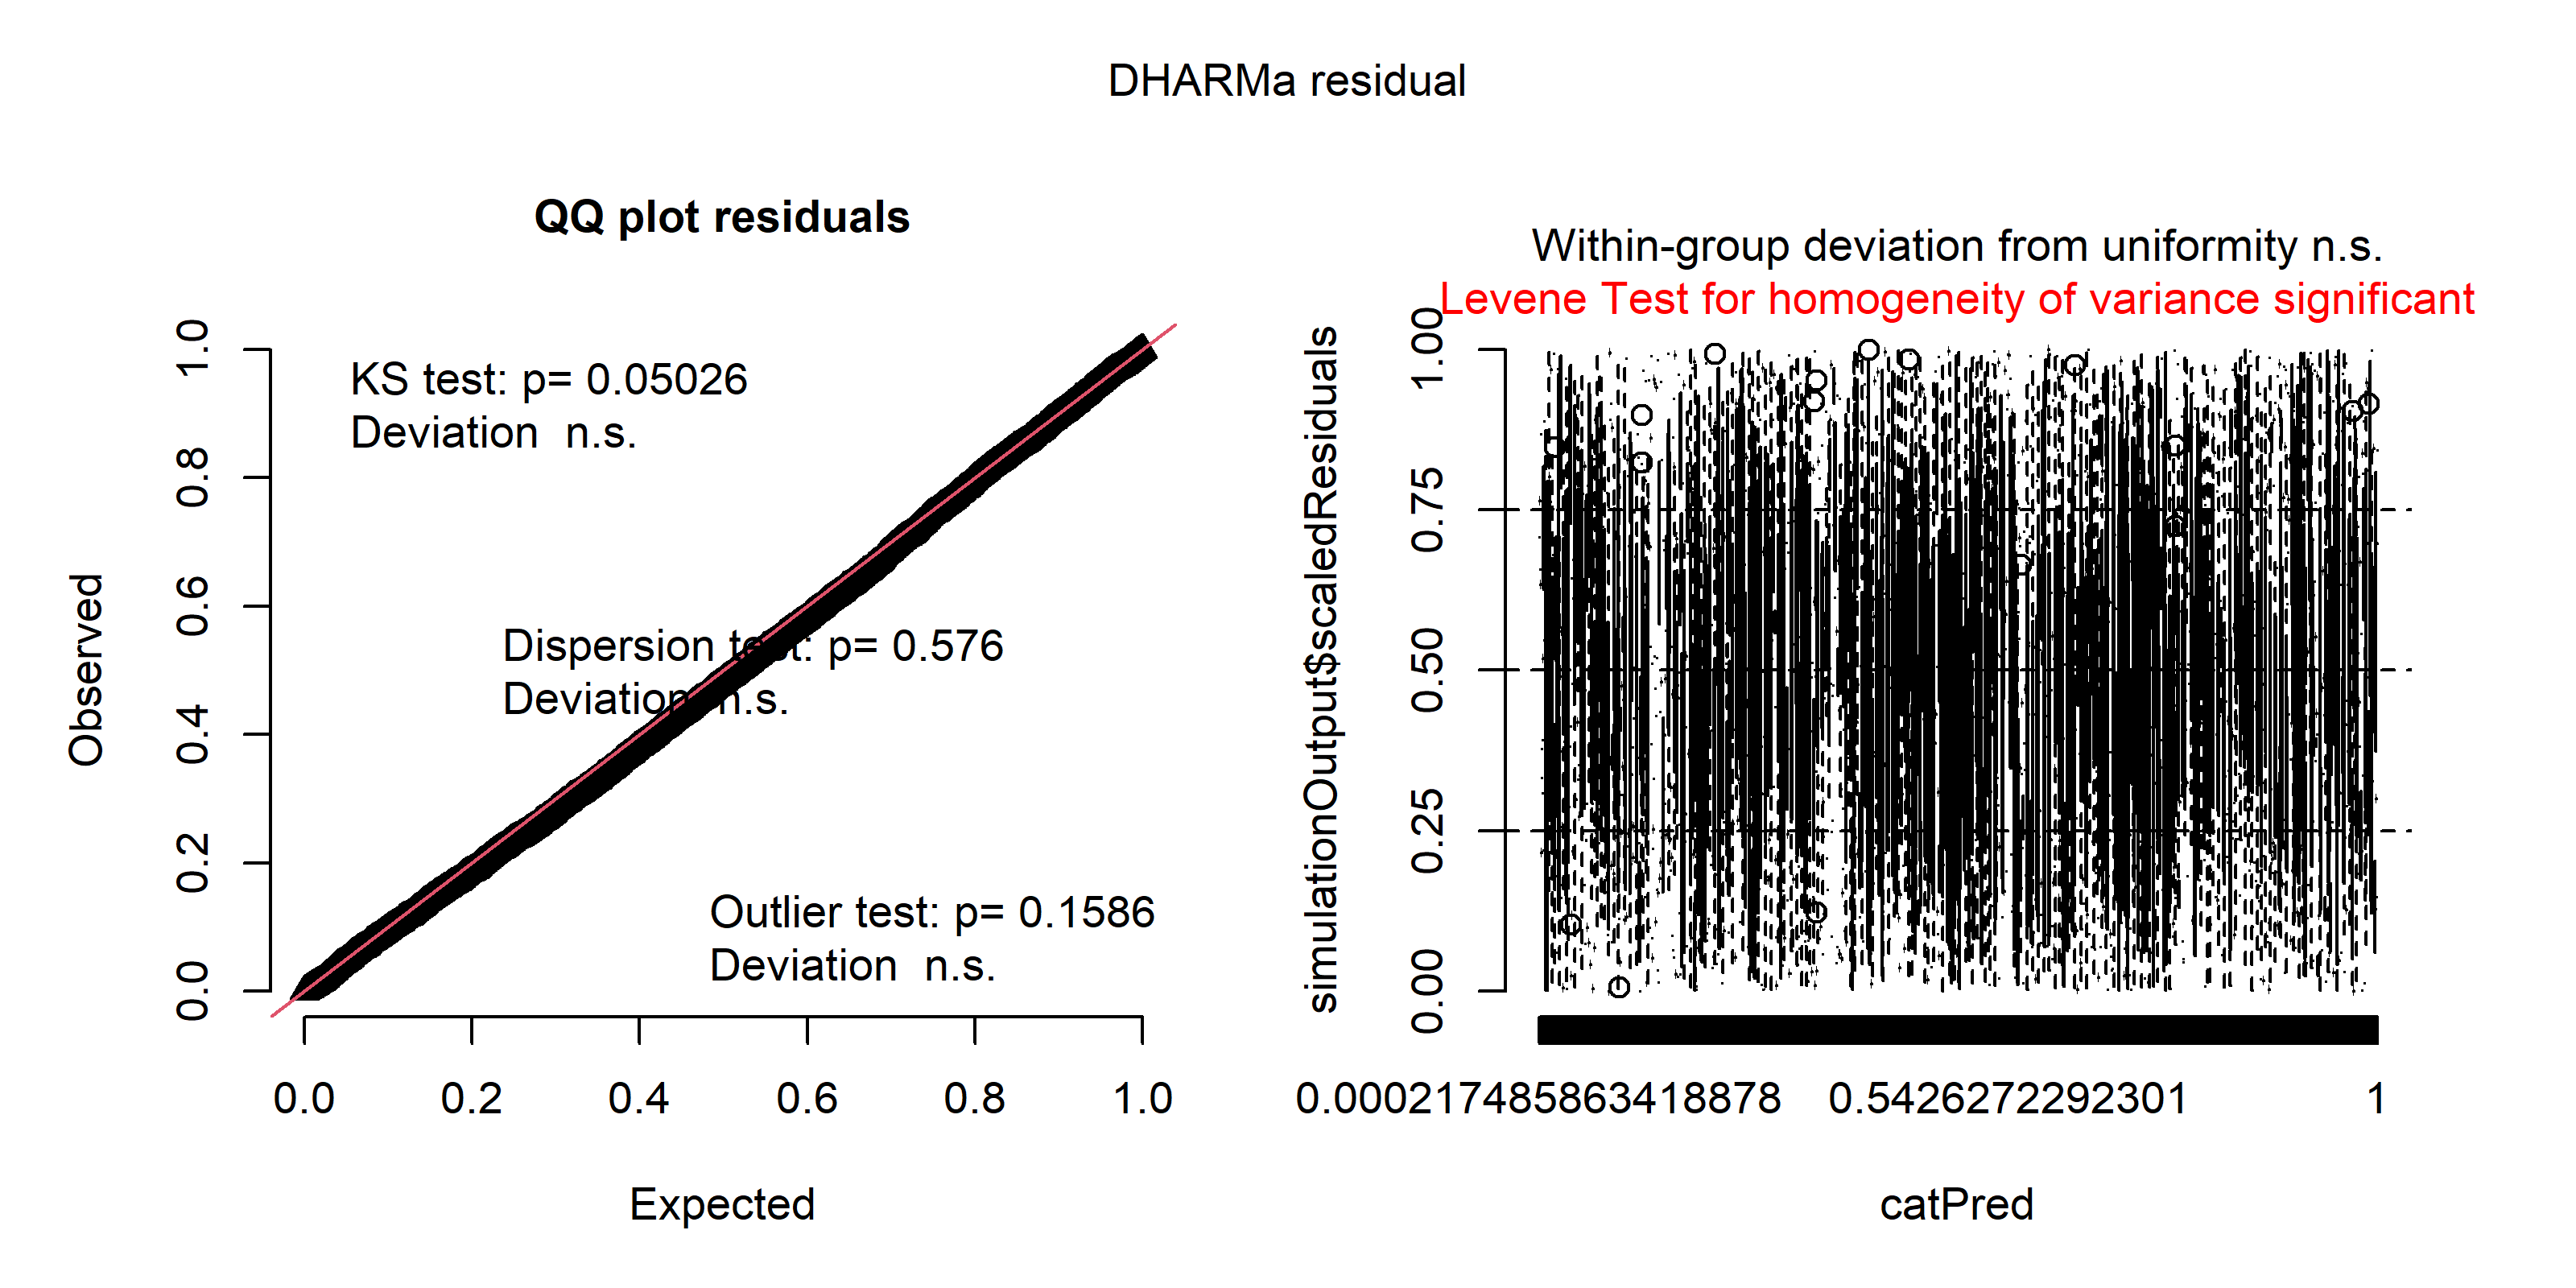 DHARMa residual
QQ plot residuals
KS test: p= 0.05026
Deviation  n.s.
Dispersion test: p= 0.576
Deviation n.s.
Outlier test: p= 0.1586
Deviation  n.s.
Observed
0.0
0.2
0.4
0.6
0.8
1.0
0.0
0.2
0.4
0.6
0.8
1.0
Expected
Within-group deviation from uniformity n.s.
Levene Test for homogeneity of variance significant
simulationOutput$scaledResiduals
0.00
0.25
0.50
0.75
1.00
0.000217485863418878
0.5426272292301
1
catPred